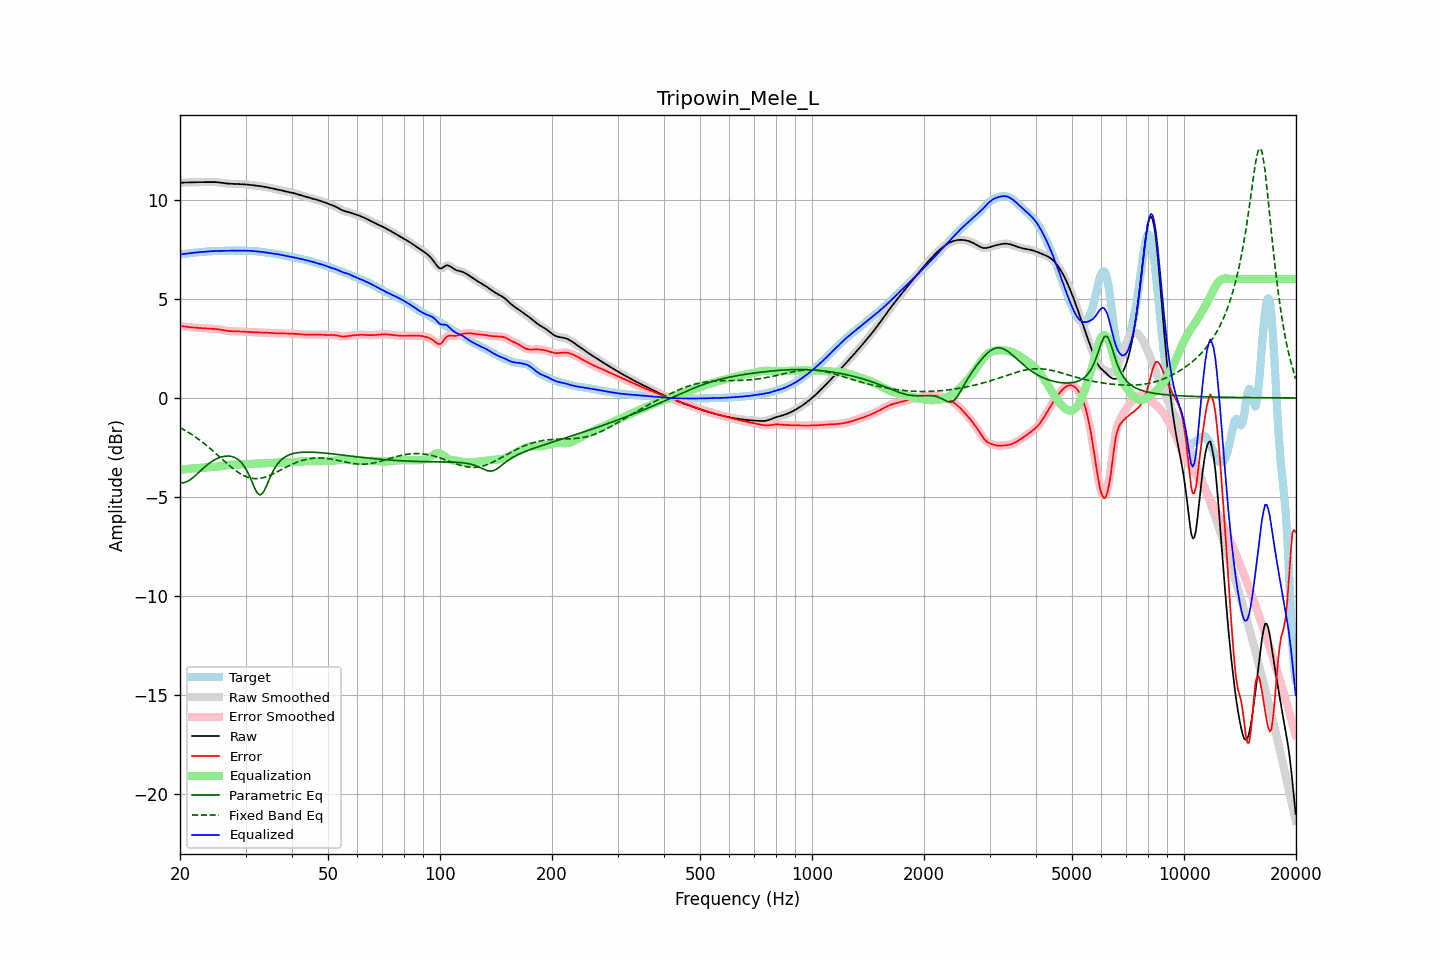 Tripowin_Mele_L
Amplitude (dBr)
10
5
0
−5
−10
−15
−20
Target
Raw Smoothed
Error Smoothed
Raw
Error
Equalization
Parametric Eq
Fixed Band Eq
Equalized
20
50
100
200
500
1000
2000
5000
10000
20000
Frequency (Hz)